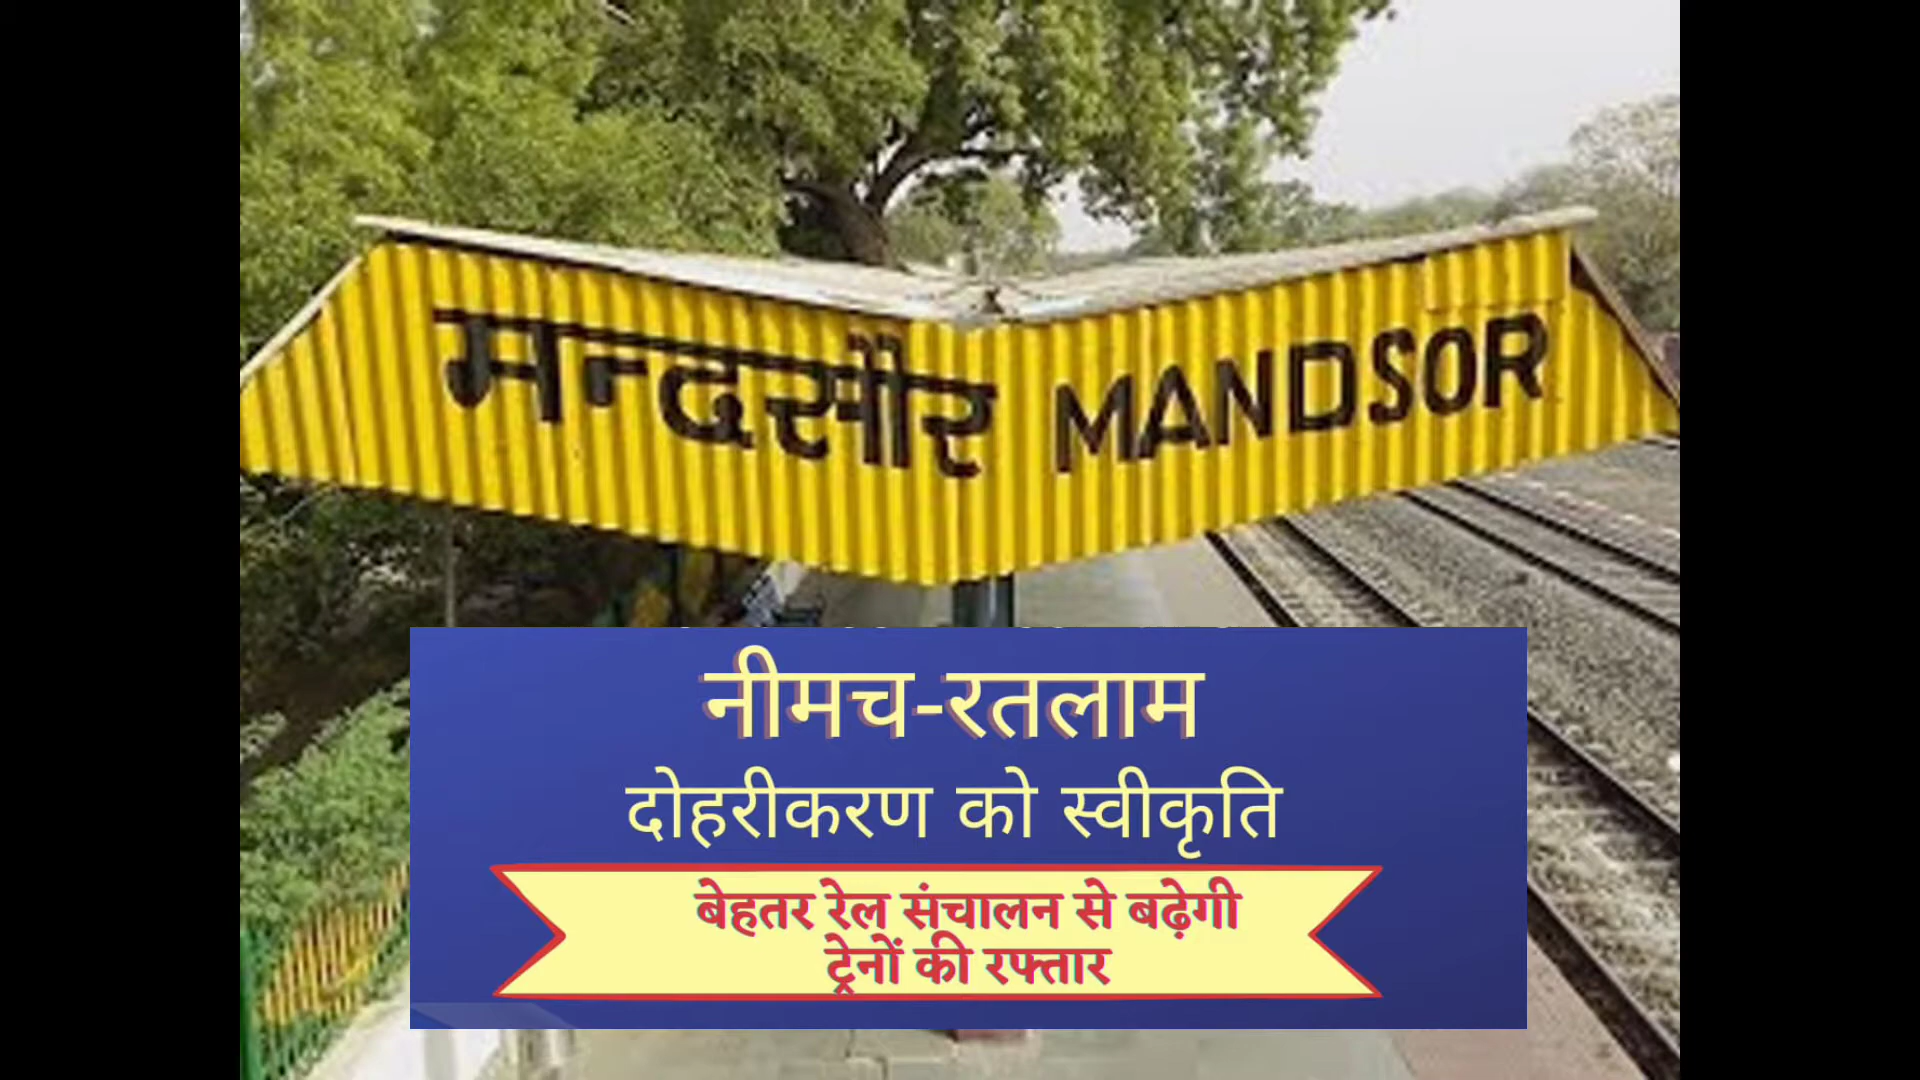 मन्दसौर MANDSOR
नीमच-रतलाम
दोहरीकरण को स्वीकृति
बेहतर रेल संचालन से बढ़ेगी
ट्रेनों की रफ्तार